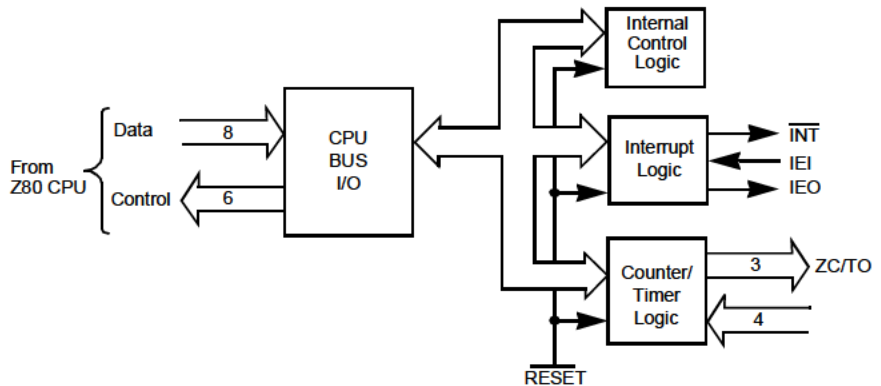 Internal
Control
Logic
Data
8
CPU
BUS
I/O
From
Z80 CPU
Control
6
Interrupt
Logic
INT
IEI
IEO
Counter/
Timer
Logic
3
ZC/TO
4
RESET